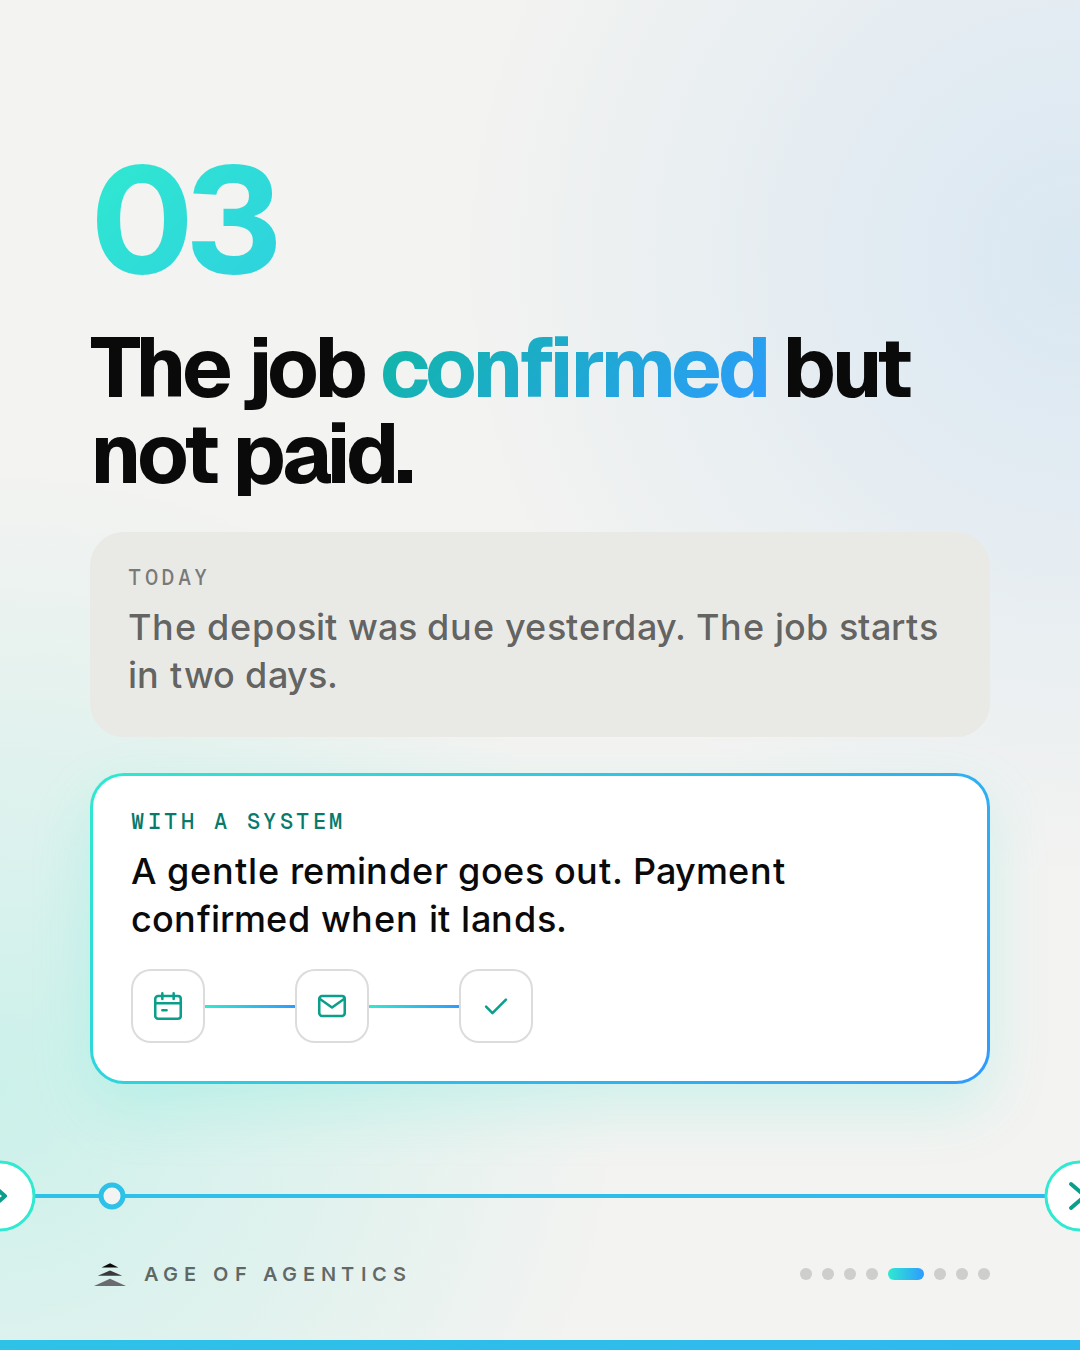 03
The job confirmed but
not paid.
TODAY
The deposit was due yesterday. The job starts
in two days.
WITH A SYSTEM
A gentle reminder goes out. Payment
confirmed when it lands.
AGE OF AGENTICS